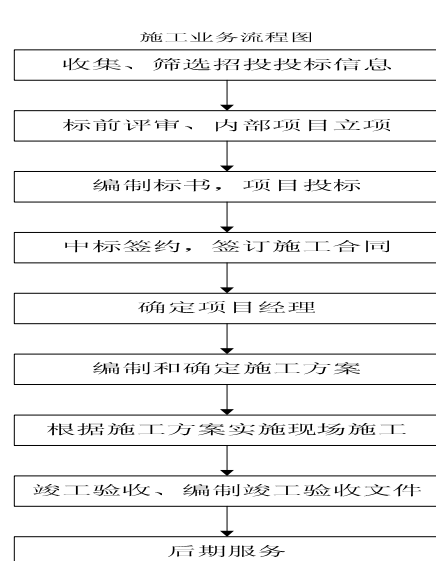 施工业务流程图
收集、筛选招投投标信息
标前评审、内部项目立项
编制标书，项目投标
中标签约，签订施工合同
确定项目经理
编制和确定施工方案
根据施工方案实施现场施工
竣工验收、编制竣工验收文件
后期服务